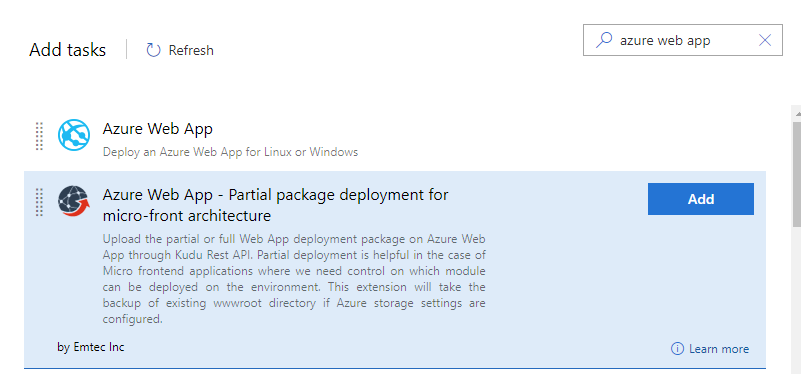 Add tasks
Refresh
azure web app
Azure Web App
Deploy an Azure Web App for Linux or Windows
Azure Web App - Partial package deployment for
micro-front architecture
Add
Upload the partial or full Web App deployment package on Azure Web
App through Kudu Rest API. Partial deployment is helpful in the case of
Micro frontend applications where we need control on which module
can be deployed on the environment. This extension will take the
backup of existing wwwroot directory if Azure storage settings are
configured.
by Emtec Inc
Learn more